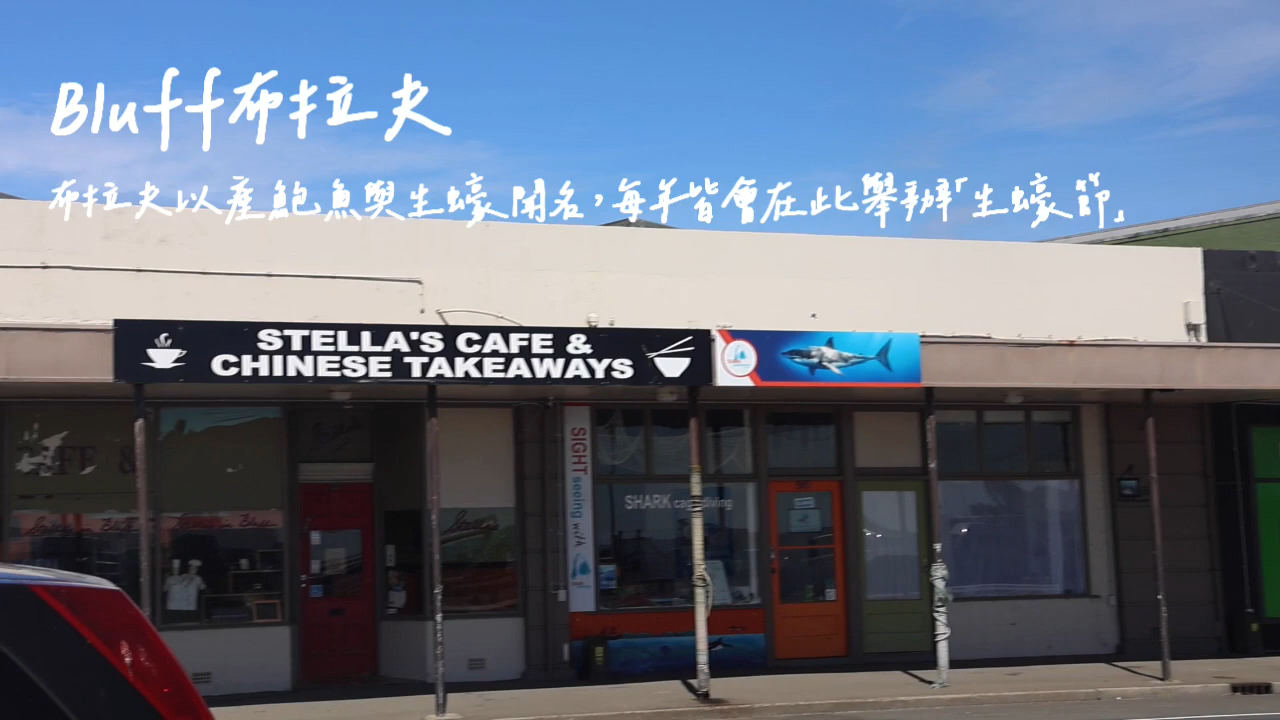 Bluff布拉夫
布拉夫以產鮑魚與生蠔聞名，每年皆會在此舉辦「生蠔節」
STELLA'S CAFE &
CHINESE TAKEAWAYS
SIGHTseeing with
SHARK cage diving